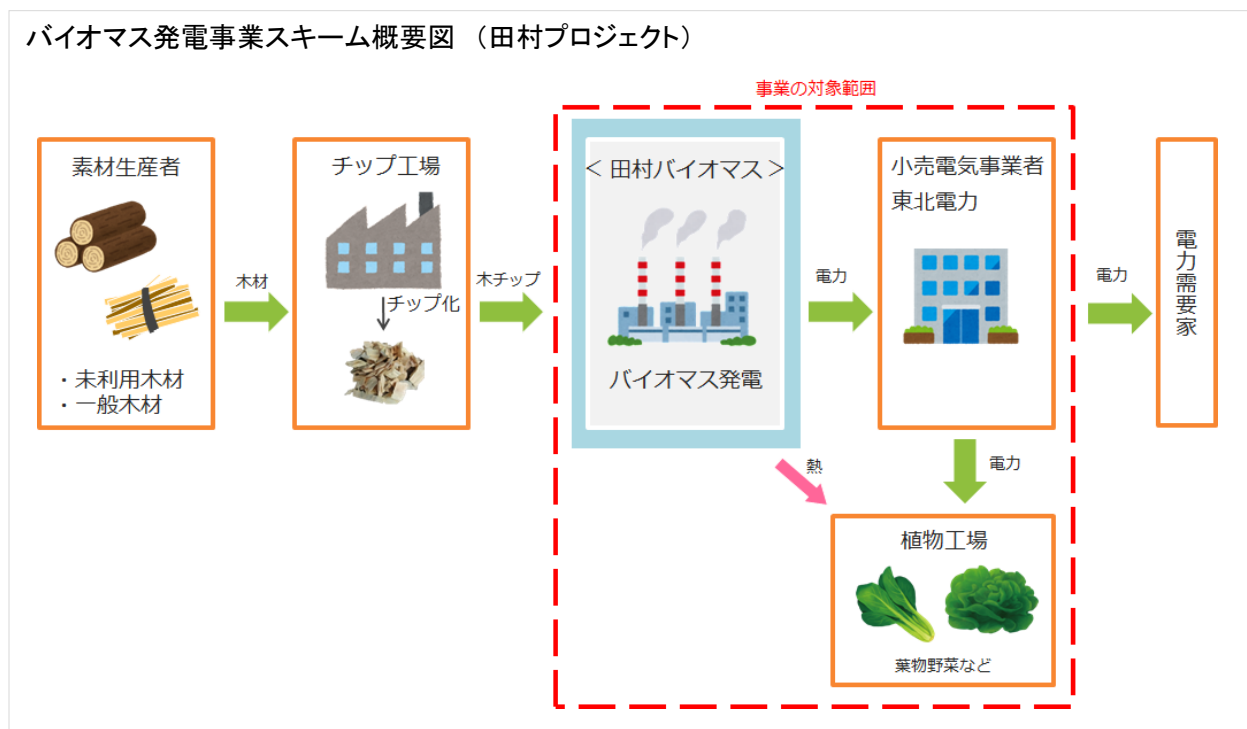 バイオマス発電事業スキーム概要図 （田村プロジェクト）
事業の対象範囲
素材生産者
・未利用木材
・一般木材
木材
チップ工場
チップ化
木チップ
＜田村バイオマス＞
バイオマス発電
電力
小売電気事業者
東北電力
電力
電力需要家
熱
電力
植物工場
葉物野菜など